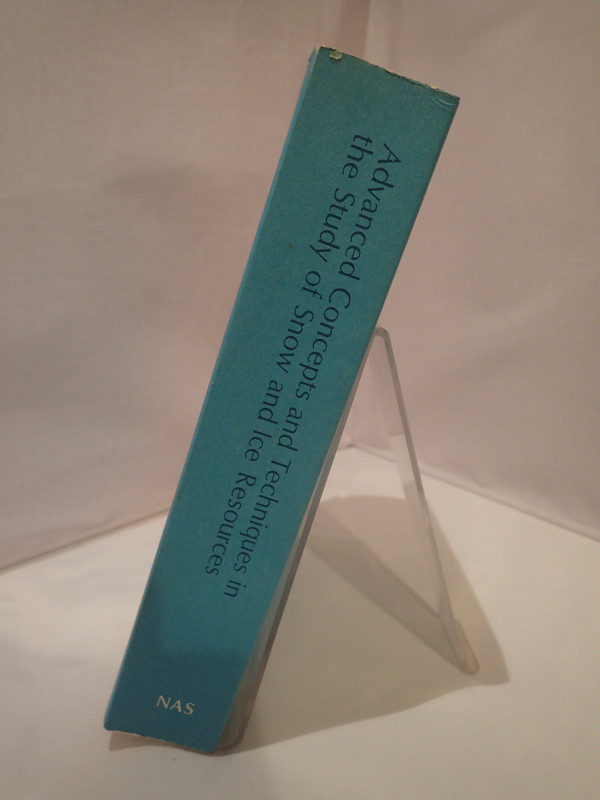 Advanced Concepts and Techniques in
the Study of Snow and Ice Resources
NAS